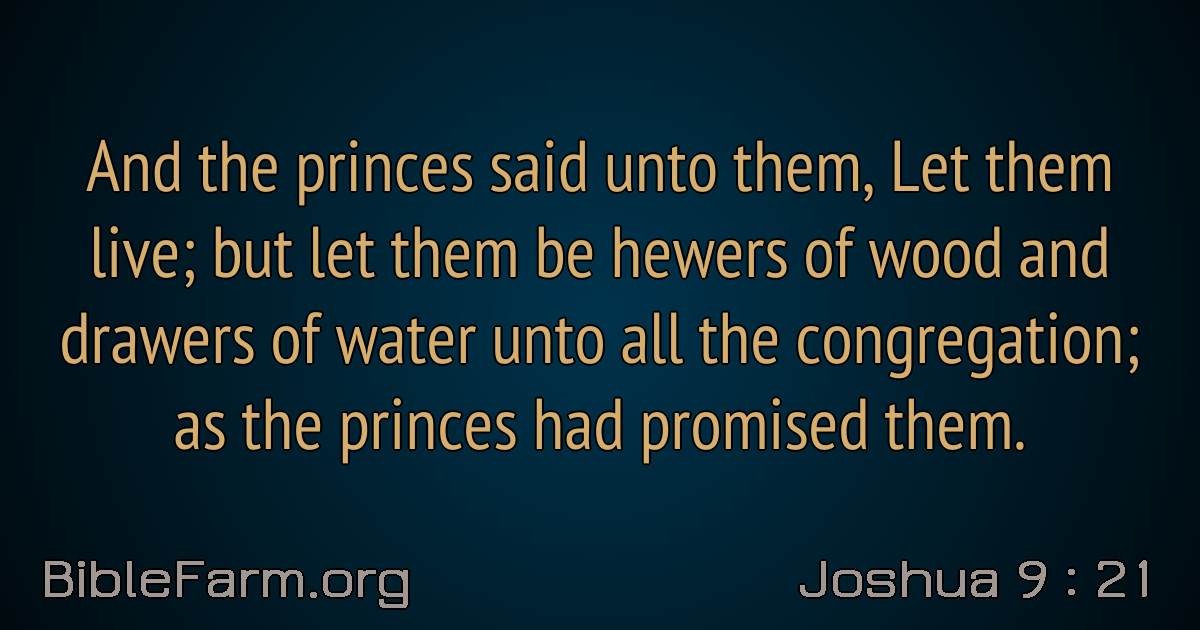 And the princes said unto them, Let them
live; but let them be hewers of wood and
drawers of water unto all the congregation;
as the princes had promised them.
BibleFarm.org
Joshua 9 : 21